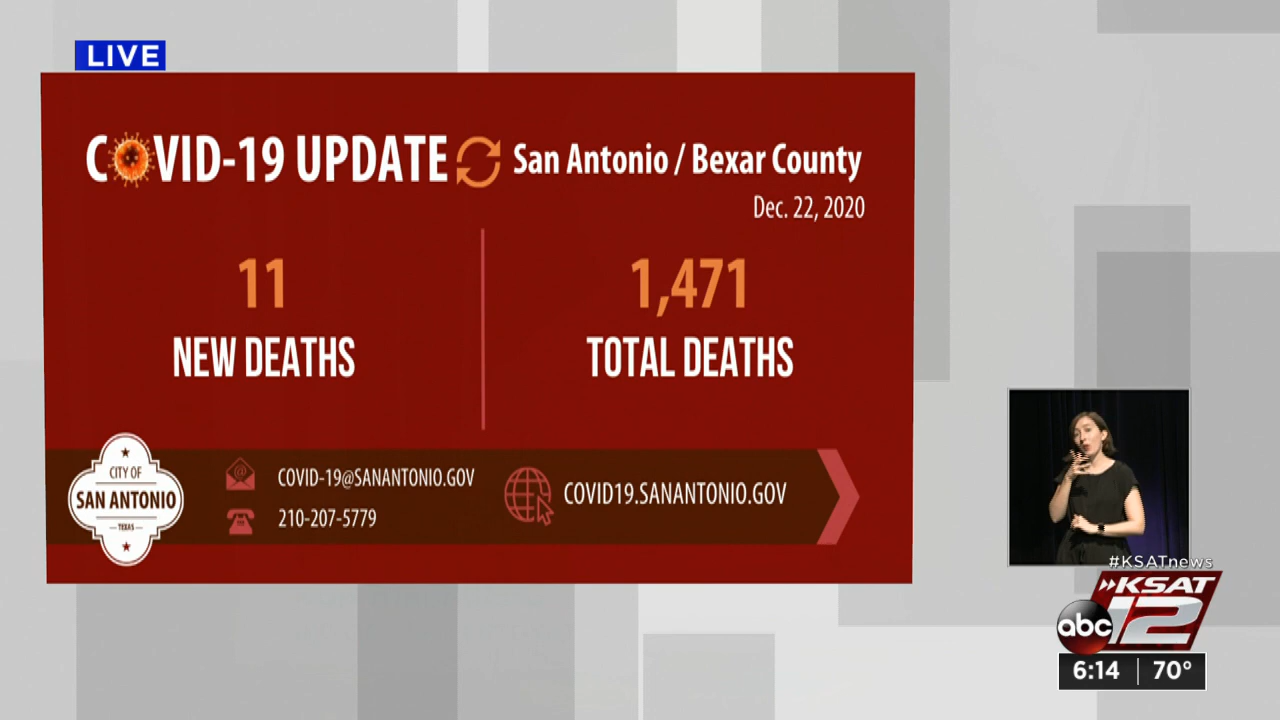 LIVE
COVID-19 UPDATE
San Antonio / Bexar County
Dec. 22, 2020
11
NEW DEATHS
1,471
TOTAL DEATHS
CITY OF
SAN ANTONIO
TEXAS
COVID-19@SANANTONIO.GOV
210-207-5779
COVID19.SANANTONIO.GOV
#KSATnews
KSAT
abc 12
6:14 70°